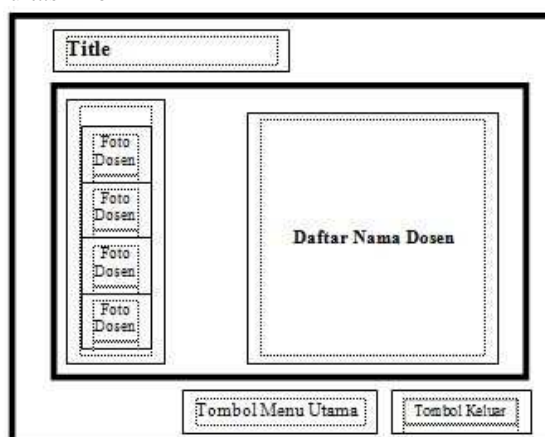 Title
Foto
Dosen
Foto
Dosen
Foto
Dosen
Foto
Dosen
Daftar Nama Dosen
Tombol Menu Utama
Tombol Keluar